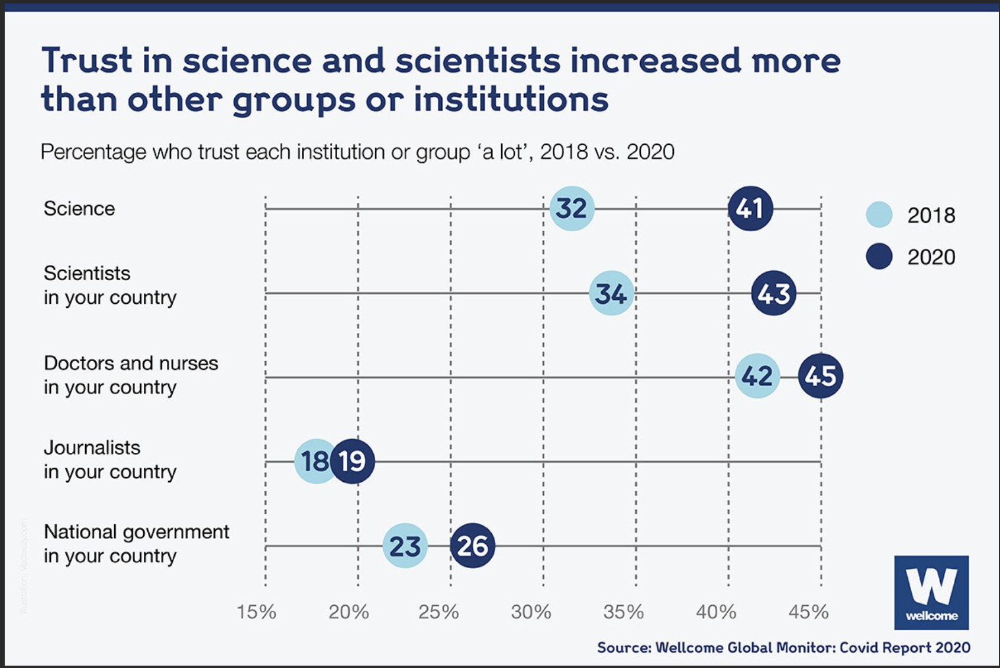 Trust in science and scientists increased more
than other groups or institutions
Percentage who trust each institution or group ‘a lot’, 2018 vs. 2020
Science
32
41
2018
2020
Scientists
in your country
34
43
Doctors and nurses
in your country
42
45
Journalists
in your country
18
19
National government
in your country
23
26
15%
20%
25%
30%
35%
40%
45%
W
wellcome
Source: Wellcome Global Monitor: Covid Report 2020
Illustration: Vecteezy.com